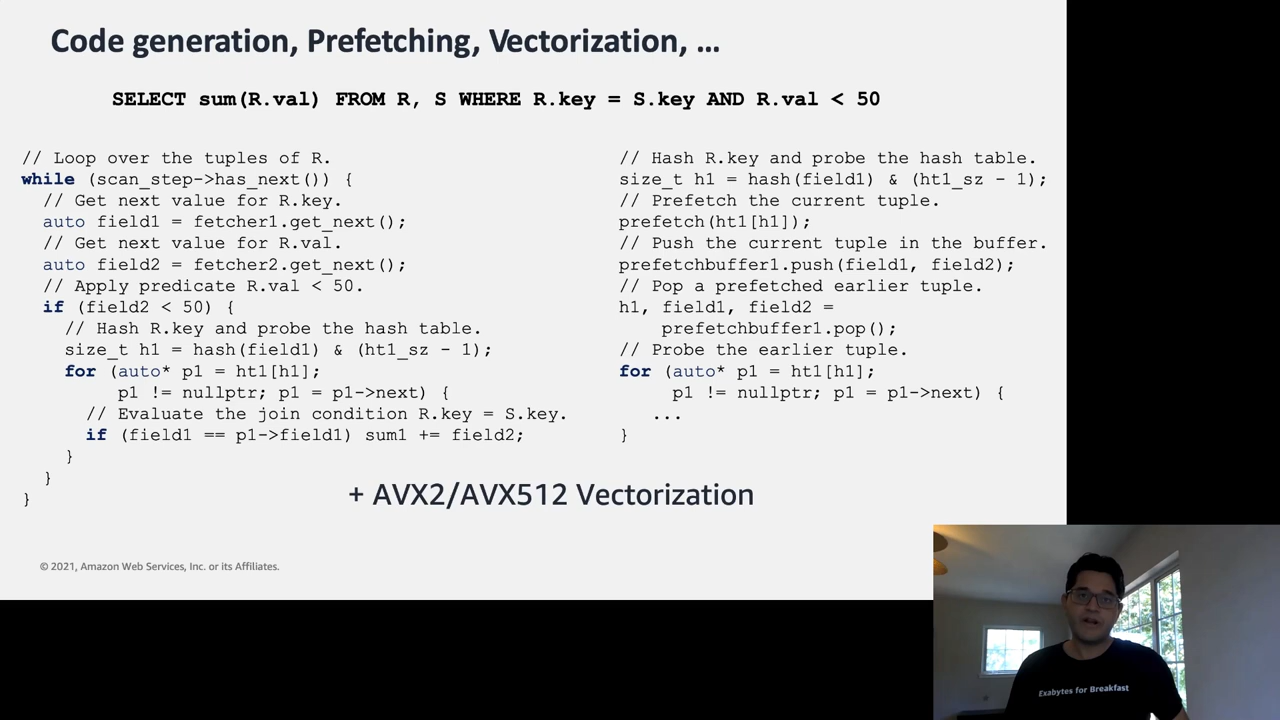 Code generation, Prefetching, Vectorization, ...
SELECT sum(R.val) FROM R, S WHERE R.key = S.key AND R.val < 50
// Loop over the tuples of R.
while (scan_step->has_next()) {
// Get next value for R.key.
auto field1 = fetcher1.get_next();
// Get next value for R.val.
auto field2 = fetcher2.get_next();
// Apply predicate R.val < 50.
if (field2 < 50) {
// Hash R.key and probe the hash table.
size_t h1 = hash(field1) & (ht1_sz - 1);
for (auto* p1 = ht1[h1];
p1 != nullptr; p1 = p1->next) {
// Evaluate the join condition R.key = S.key.
if (field1 == p1->field1) sum1 += field2;
}
}
}
// Hash R.key and probe the hash table.
size_t h1 = hash(field1) & (ht1_sz - 1);
// Prefetch the current tuple.
prefetch(ht1[h1]);
// Push the current tuple in the buffer.
prefetchbuffer1.push(field1, field2);
// Pop a prefetched earlier tuple.
h1, field1, field2 =
prefetchbuffer1.pop();
// Probe the earlier tuple.
for (auto* p1 = ht1[h1];
p1 != nullptr; p1 = p1->next) {
...
}
+ AVX2/AVX512 Vectorization
© 2021, Amazon Web Services, Inc. or its Affiliates.
Exabytes for Breakfast